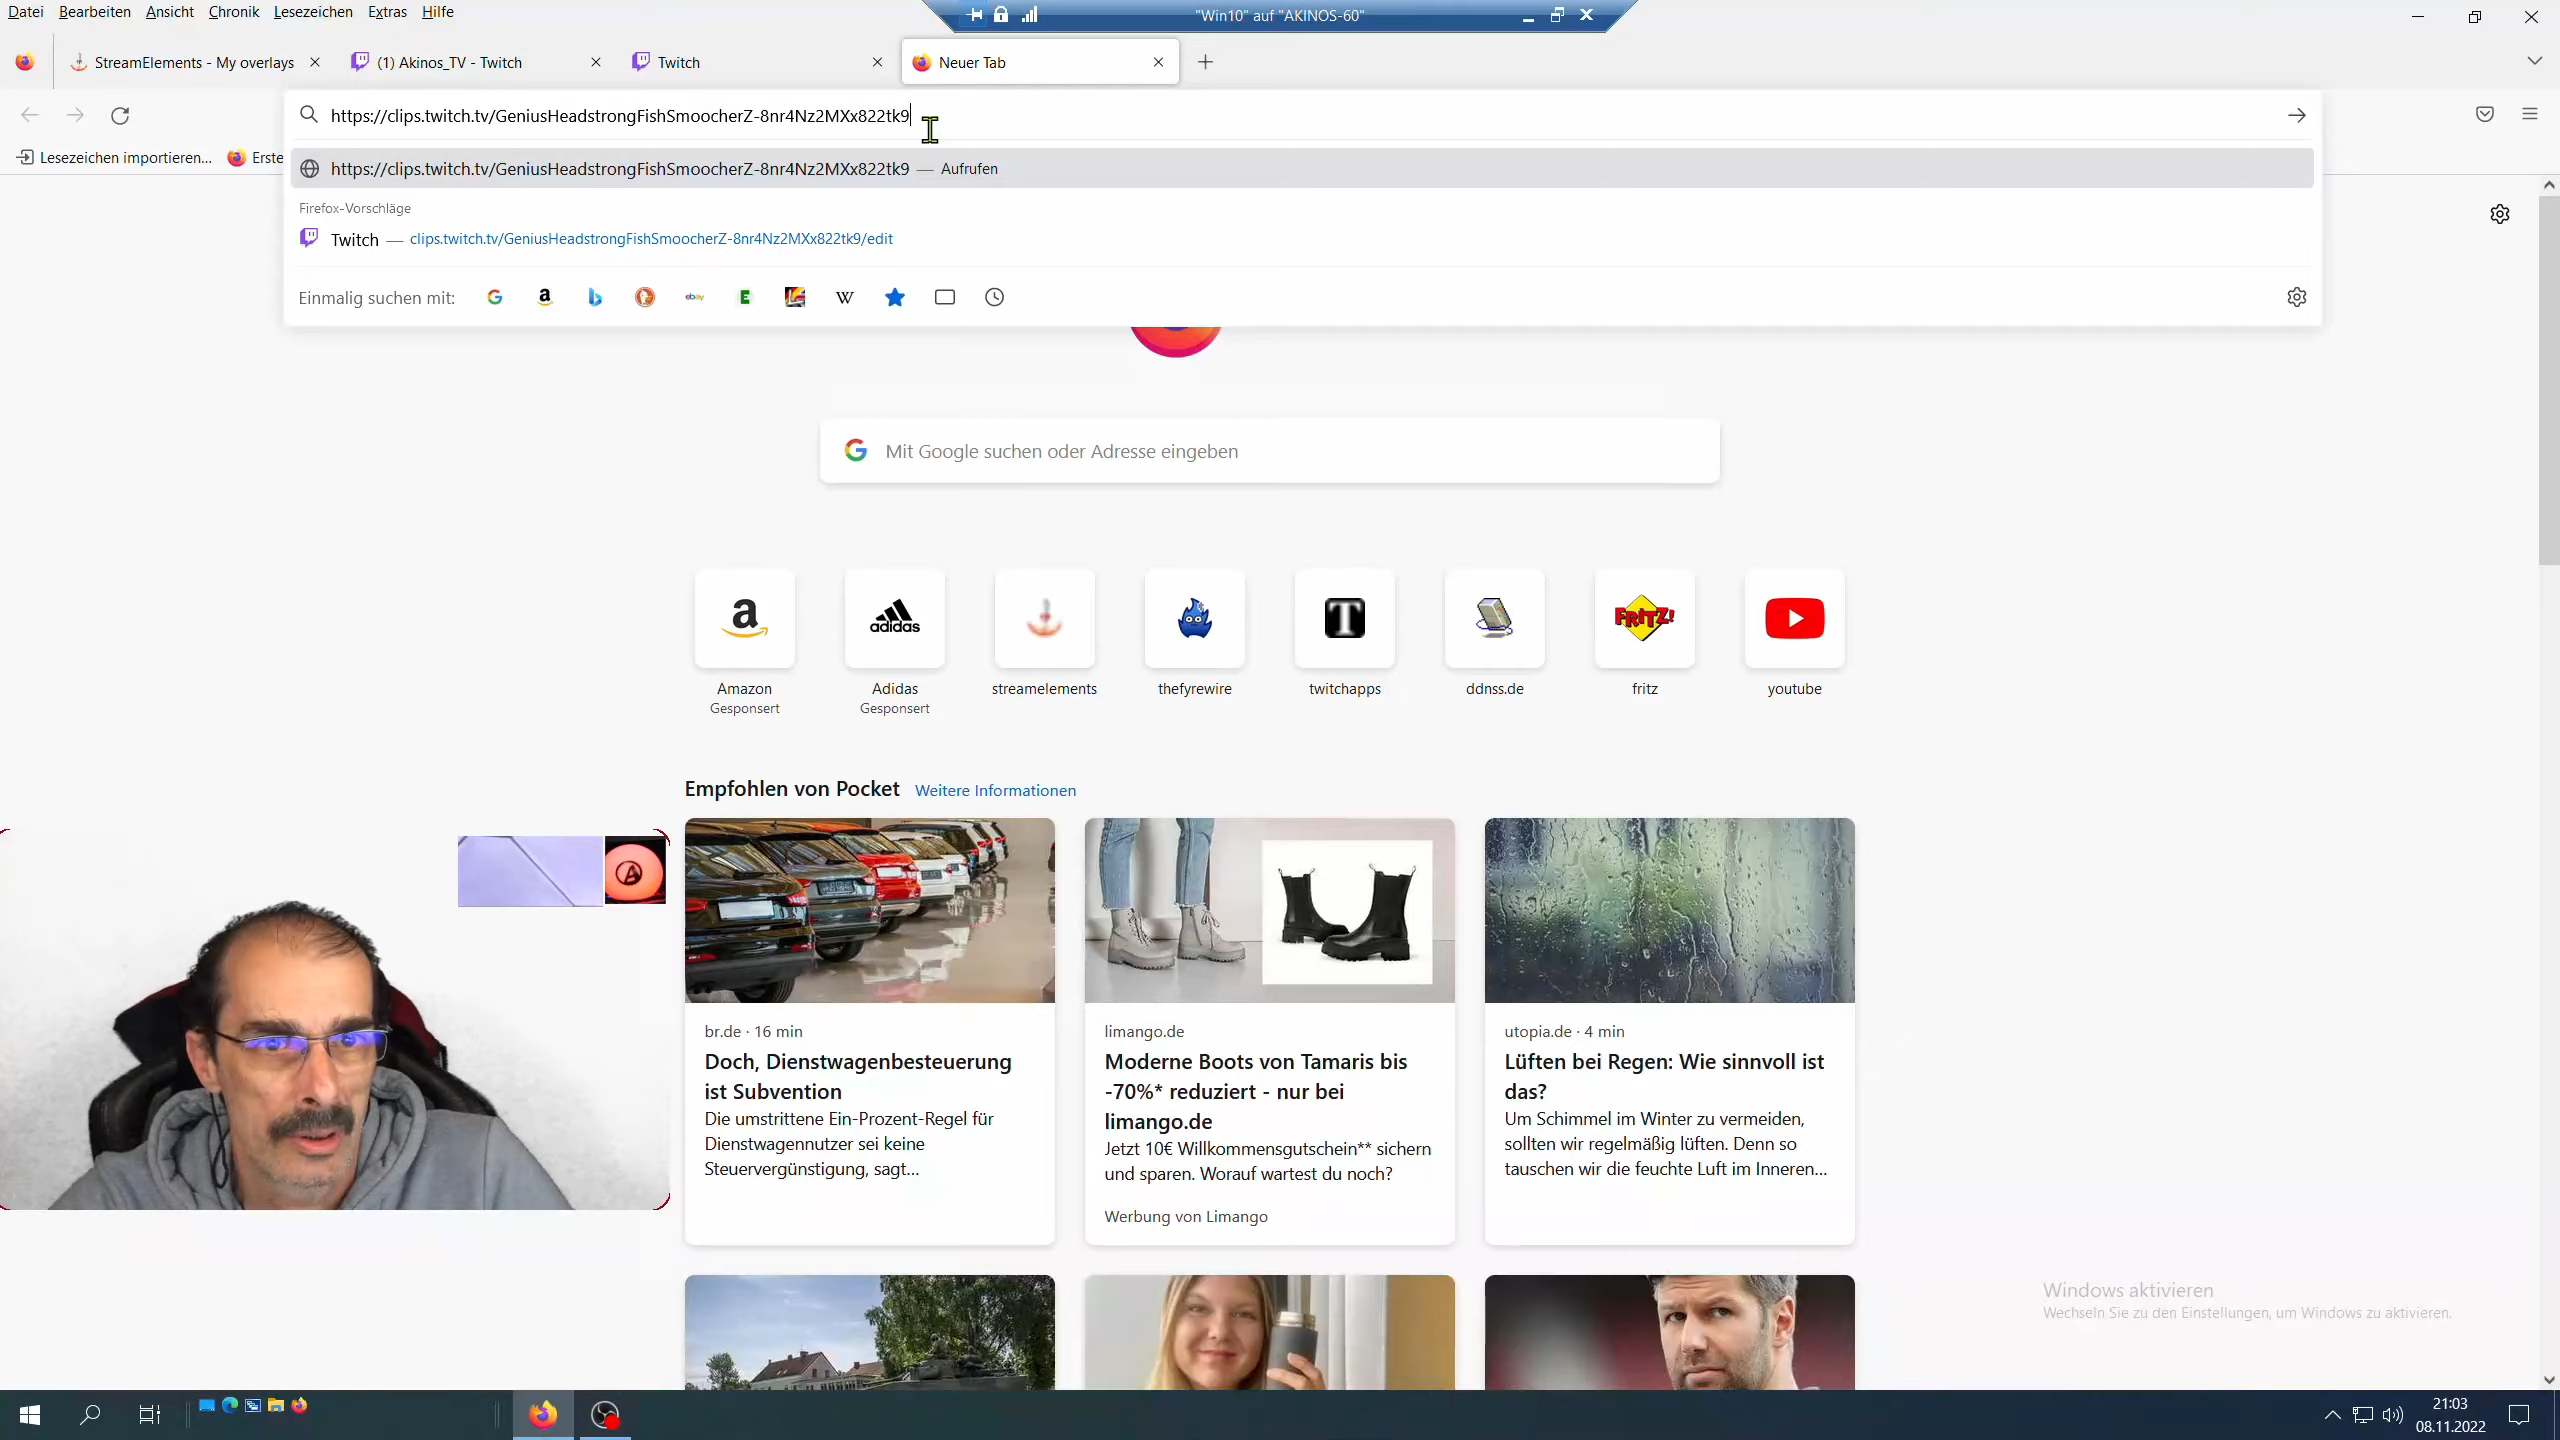 Datei Bearbeiten Ansicht Chronik Lesezeichen Extras Hilfe
"Win10" auf "AKINOS-60"
StreamElements - My overlays
(1) Akinos_TV - Twitch
Twitch
Neuer Tab
https://clips.twitch.tv/GeniusHeadstrongFishSmoocherZ-8nr4Nz2MXx822tk9
Lesezeichen importieren...
Erste
https://clips.twitch.tv/GeniusHeadstrongFishSmoocherZ-8nr4Nz2MXx822tk9 — Aufrufen
Firefox-Vorschläge
Twitch — clips.twitch.tv/GeniusHeadstrongFishSmoocherZ-8nr4Nz2MXx822tk9/edit
Einmalig suchen mit:
Mit Google suchen oder Adresse eingeben
adidas
T
FRITZ!
Amazon
Gesponsert
Adidas
Gesponsert
streamelements
thefyrewire
twitchapps
ddnss.de
fritz
youtube
Empfohlen von Pocket Weitere Informationen
br.de · 16 min
Doch, Dienstwagenbesteuerung
ist Subvention
Die umstrittene Ein-Prozent-Regel für
Dienstwagennutzer sei keine
Steuervergünstigung, sagt...
limango.de
Moderne Boots von Tamaris bis
-70%* reduziert - nur bei
limango.de
Jetzt 10€ Willkommensgutschein** sichern
und sparen. Worauf wartest du noch?
Werbung von Limango
utopia.de · 4 min
Lüften bei Regen: Wie sinnvoll ist
das?
Um Schimmel im Winter zu vermeiden,
sollten wir regelmäßig lüften. Denn so
tauschen wir die feuchte Luft im Inneren...
Windows aktivieren
Wechseln Sie zu den Einstellungen, um Windows zu aktivieren.
21:03
08.11.2022